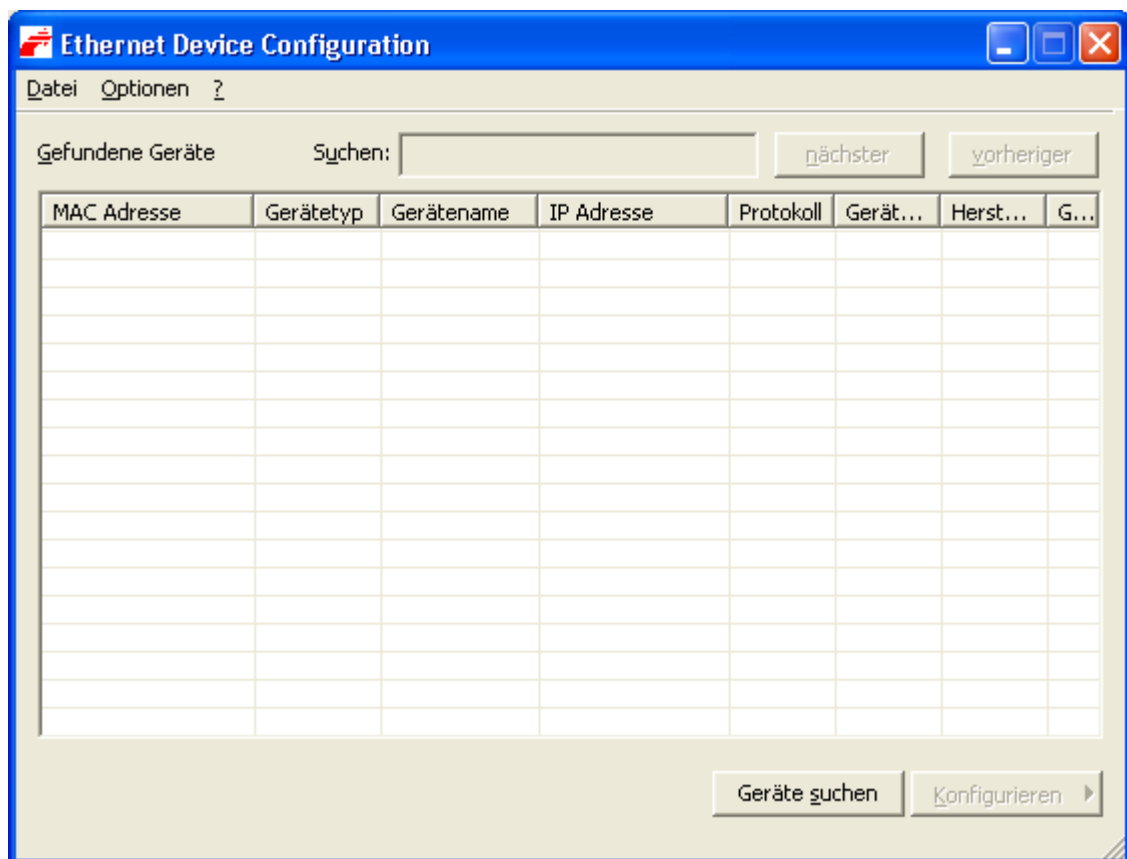 Ethernet Device Configuration
Datei Optionen ?
Gefundene Geräte Suchen: nächster vorheriger
MAC Adresse Gerätetyp Gerätename IP Adresse Protokoll Gerät... Herst... G...
Geräte suchen Konfigurieren